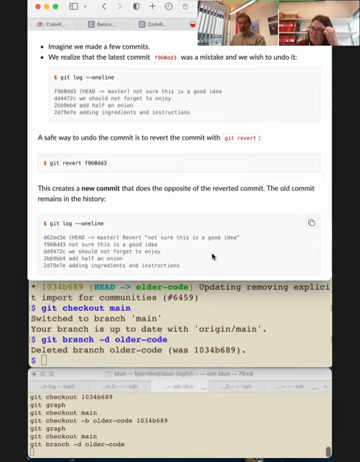 CodeR...
Basics...
CodeR...
• Imagine we made a few commits.
• We realize that the latest commit f960dd3 was a mistake and we wish to undo it:
$ git log --oneline
f960dd3 (HEAD -> master) not sure this is a good idea
dd4472c we should not forget to enjoy
2bb9bb4 add half an onion
2d79e7e adding ingredients and instructions
A safe way to undo the commit is to revert the commit with git revert :
$ git revert f960dd3
This creates a new commit that does the opposite of the reverted commit. The old commit
remains in the history:
$ git log --oneline
d62ad3e (HEAD -> master) Revert "not sure this is a good idea"
f960dd3 not sure this is a good idea
dd4472c we should not forget to enjoy
2bb9bb4 add half an onion
2d79e7e adding ingredients and instructions
* 1034b689 (HEAD -> older-code) Updating removing explici
t import for communities (#6459)
$ git checkout main
Switched to branch 'main'
Your branch is up to date with 'origin/main'.
$ git branch -d older-code
Deleted branch older-code (was 1034b689).
$
git checkout 1034b689
git graph
git checkout main
git checkout -b older-code 1034b689
git graph
git checkout main
git branch -d older-code